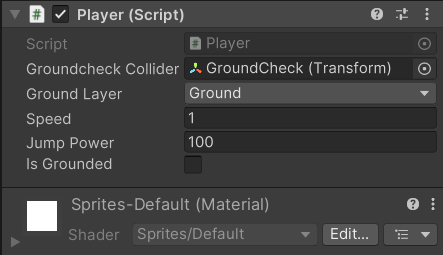 Player (Script)
Script Player
Groundcheck Collider GroundCheck (Transform)
Ground Layer Ground
Speed 1
Jump Power 100
Is Grounded
Sprites-Default (Material)
Shader Sprites/Default Edit...